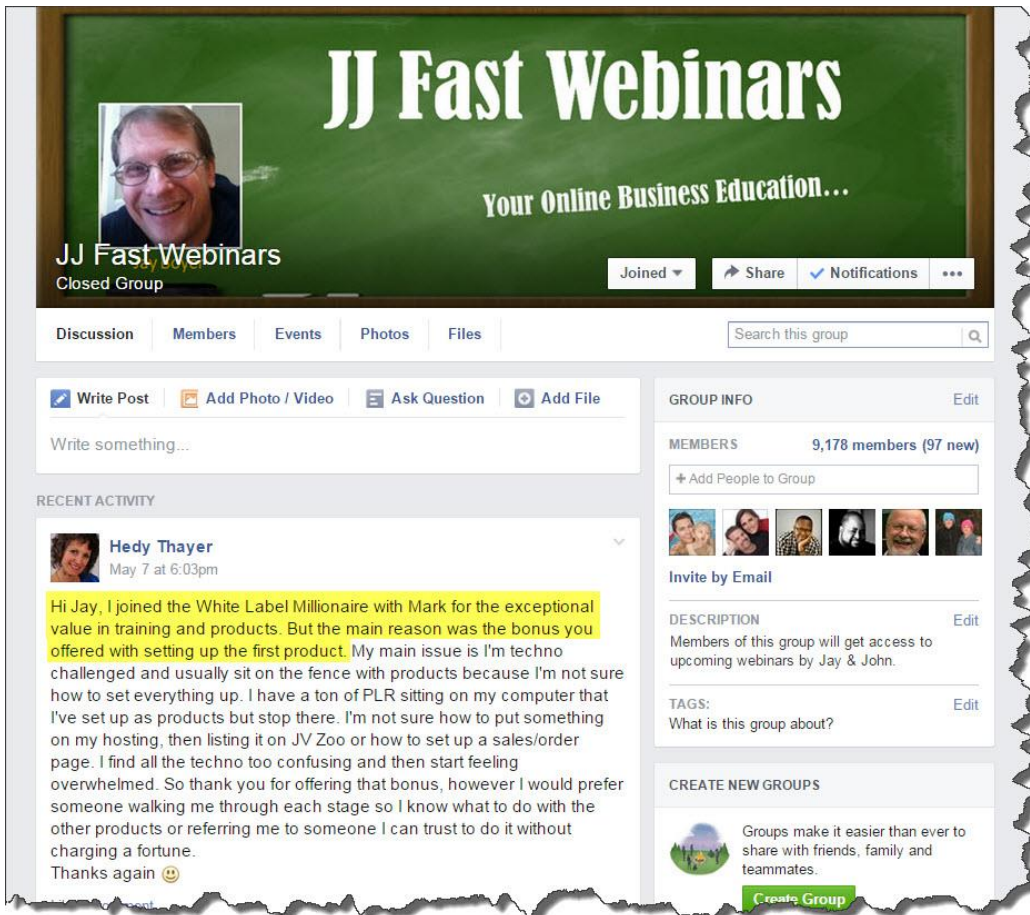 JJ Fast Webinars
Your Online Business Education...
Jay Boyer
JJ Fast Webinars
Closed Group
Joined
Share
Notifications
Discussion
Members
Events
Photos
Files
Search this group
Write Post
Add Photo / Video
Ask Question
Add File
Write something...
RECENT ACTIVITY
Hedy Thayer
May 7 at 6:03pm
Hi Jay, I joined the White Label Millionaire with Mark for the exceptional
value in training and products. But the main reason was the bonus you
offered with setting up the first product. My main issue is I'm techno
challenged and usually sit on the fence with products because I'm not sure
how to set everything up. I have a ton of PLR sitting on my computer that
I've set up as products but stop there. I'm not sure how to put something
on my hosting, then listing it on JV Zoo or how to set up a sales/order
page. I find all the techno too confusing and then start feeling
overwhelmed. So thank you for offering that bonus, however I would prefer
someone walking me through each stage so I know what to do with the
other products or referring me to someone I can trust to do it without
charging a fortune.
Thanks again
GROUP INFO
Edit
MEMBERS
9,178 members (97 new)
+ Add People to Group
Invite by Email
DESCRIPTION
Edit
Members of this group will get access to
upcoming webinars by Jay & John.
TAGS:
Edit
What is this group about?
CREATE NEW GROUPS
Groups make it easier than ever to
share with friends, family and
teammates.
Create Group